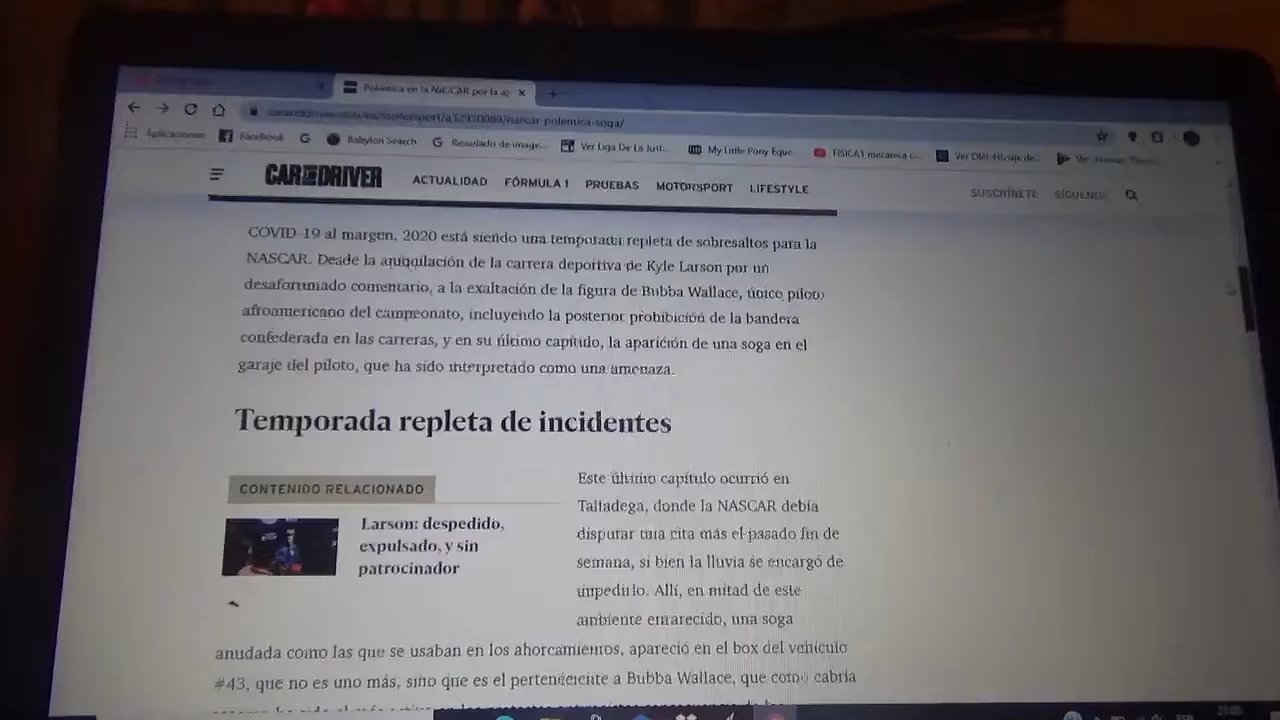 Polémica en la NASCAR por la ap
nascar-polemica-soga/
Aplicaciones Facebook G Babylon Search Resultado de image... Ver Liga De La Justi... My Little Pony Eque... FISICA1 mecanica c...
CAR AND DRIVER ACTUALIDAD FÓRMULA 1 PRUEBAS MOTORSPORT LIFESTYLE SUSCRÍBETE SÍGUENOS
COVID-19 al margen, 2020 está siendo una temporada repleta de sobresaltos para la
NASCAR. Desde la aniquilación de la carrera deportiva de Kyle Larson por un
desafortunado comentario, a la exaltación de la figura de Bubba Wallace, único piloto
afroamericano del campeonato, incluyendo la posterior prohibición de la bandera
confederada en las carreras, y en su último capítulo, la aparición de una soga en el
garaje del piloto, que ha sido interpretado como una amenaza.
Temporada repleta de incidentes
CONTENIDO RELACIONADO
Larson: despedido,
expulsado, y sin
patrocinador
Este último capítulo ocurrió en
Talladega, donde la NASCAR debía
disputar una cita más el pasado fin de
semana, si bien la lluvia se encargó de
impedirlo. Allí, en mitad de este
ambiente enrarecido, una soga
anudada como las que se usaban en los ahorcamientos, apareció en el box del vehículo
#43, que no es uno más, sino que es el perteneciente a Bubba Wallace, que como cabría